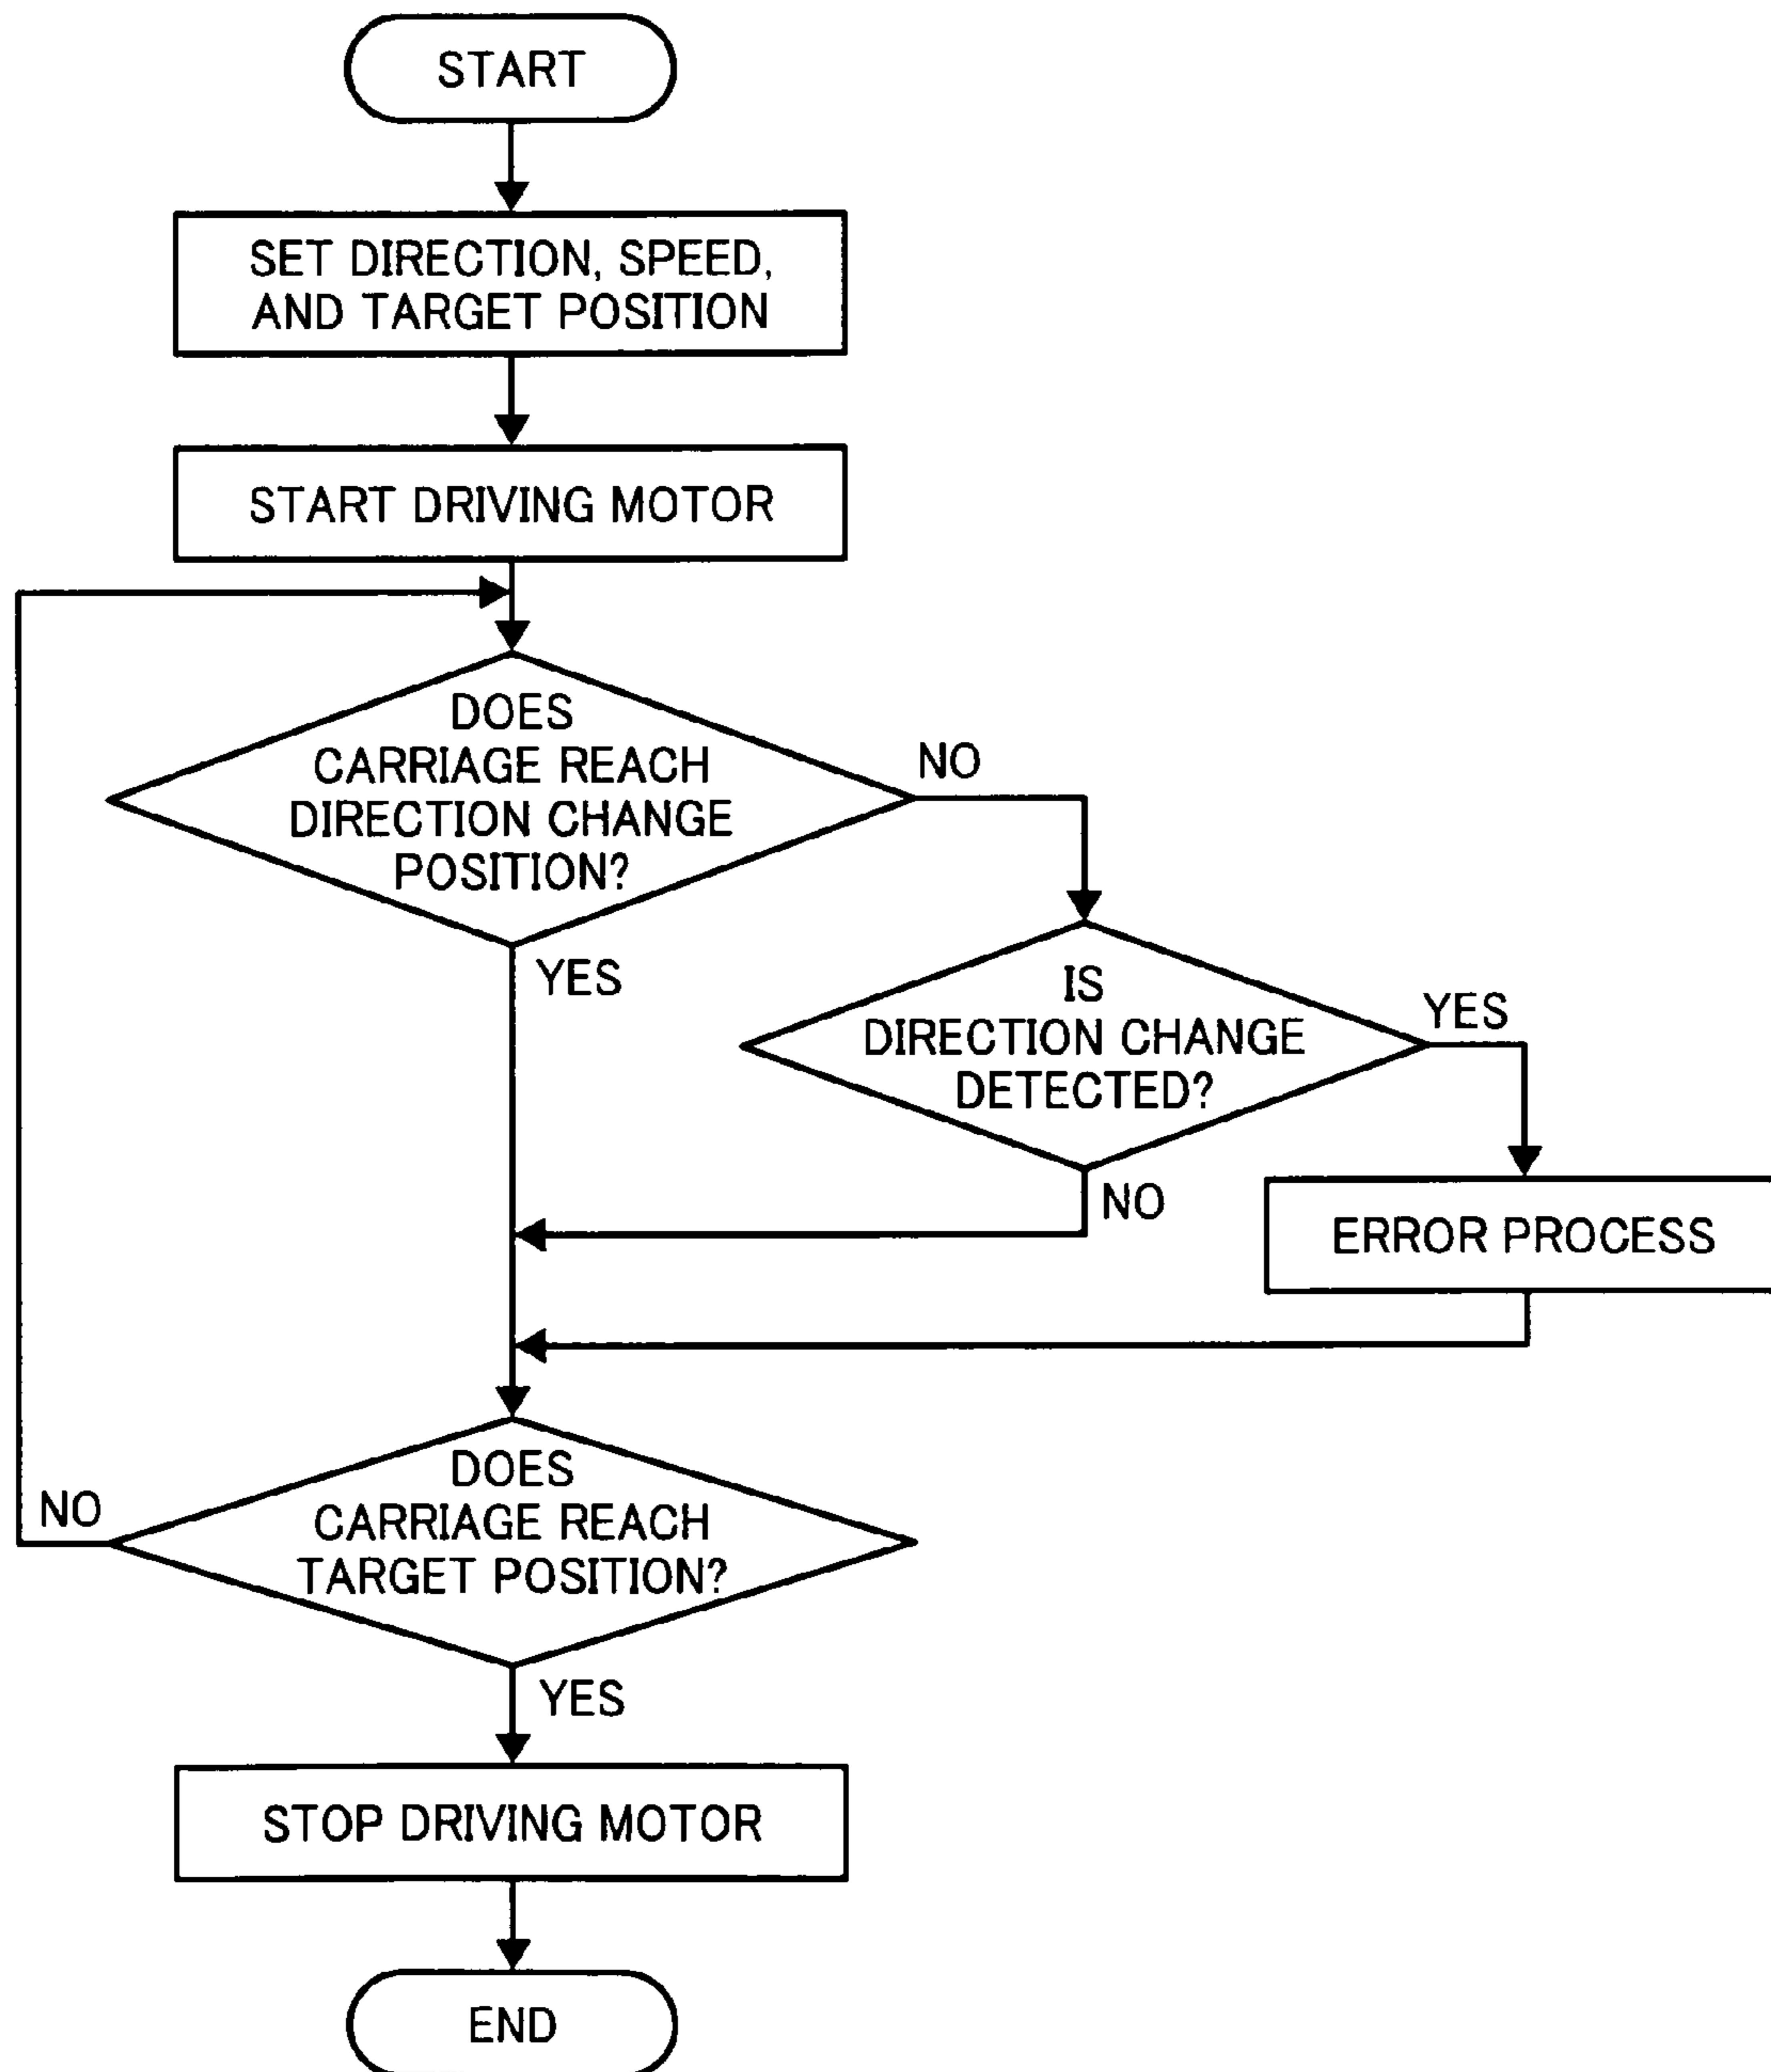 START
SET DIRECTION, SPEED,
AND TARGET POSITION
START DRIVING MOTOR
DOES
CARRIAGE REACH
DIRECTION CHANGE
POSITION?
NO
YES
IS
DIRECTION CHANGE
DETECTED?
YES
NO
ERROR PROCESS
DOES
CARRIAGE REACH
TARGET POSITION?
NO
YES
STOP DRIVING MOTOR
END